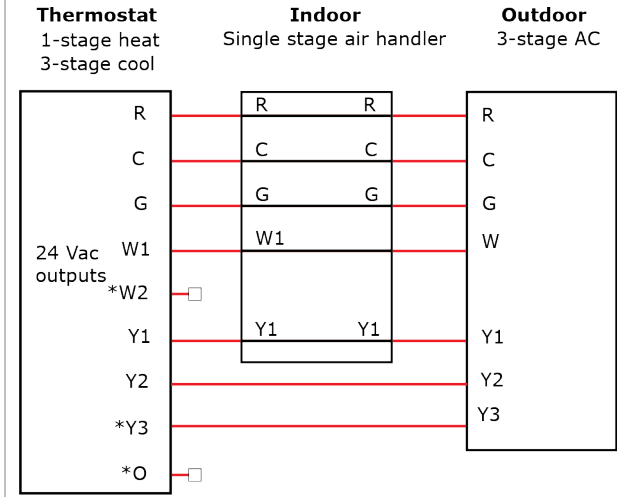 Thermostat
1-stage heat
3-stage cool
Indoor
Single stage air handler
Outdoor
3-stage AC
R
C
G
W1
24 Vac
outputs
*W2
Y1
Y2
*Y3
*O
R R
C C
G G
W1
Y1 Y1
R
C
G
W
Y1
Y2
Y3